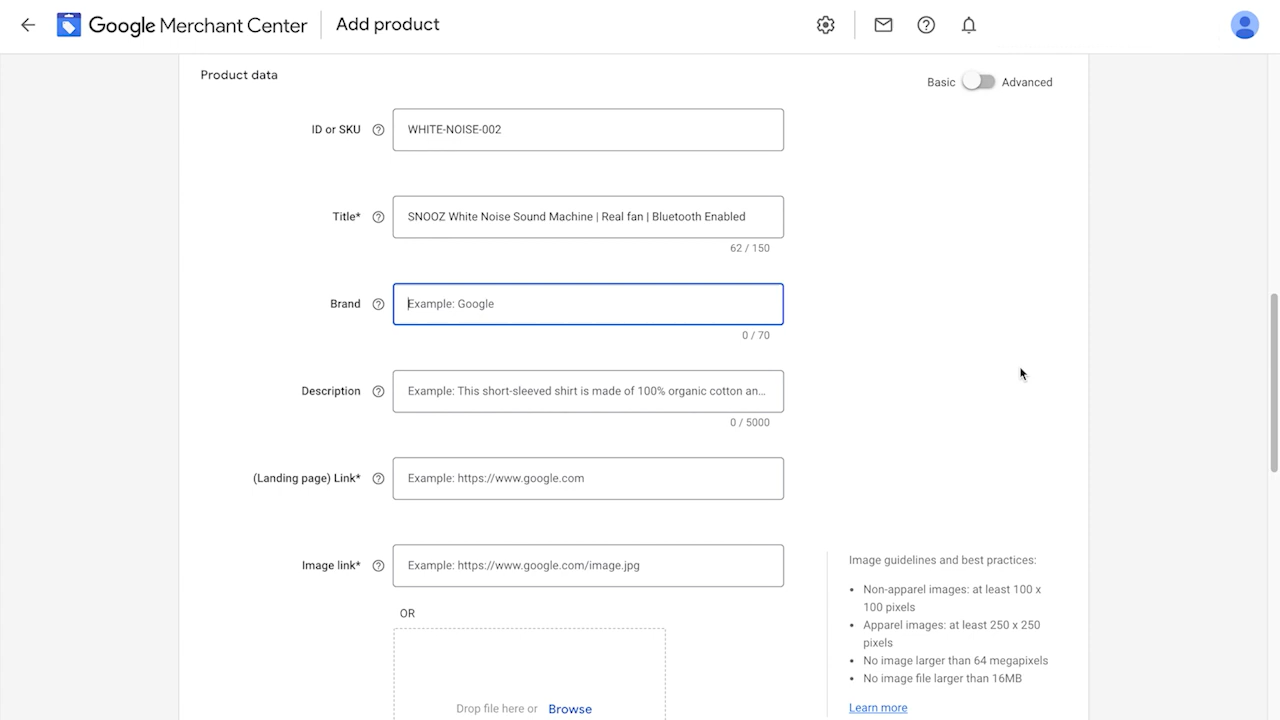 Google Merchant Center
Add product
Product data
Basic
Advanced
ID or SKU
WHITE-NOISE-002
Title*
SNOOZ White Noise Sound Machine | Real fan | Bluetooth Enabled
62 / 150
Brand
Example: Google
0 / 70
Description
Example: This short-sleeved shirt is made of 100% organic cotton an...
0 / 5000
(Landing page) Link*
Example: https://www.google.com
Image link*
Example: https://www.google.com/image.jpg
OR
Drop file here or Browse
Image guidelines and best practices:
• Non-apparel images: at least 100 x
100 pixels
• Apparel images: at least 250 x 250
pixels
• No image larger than 64 megapixels
• No image file larger than 16MB
Learn more